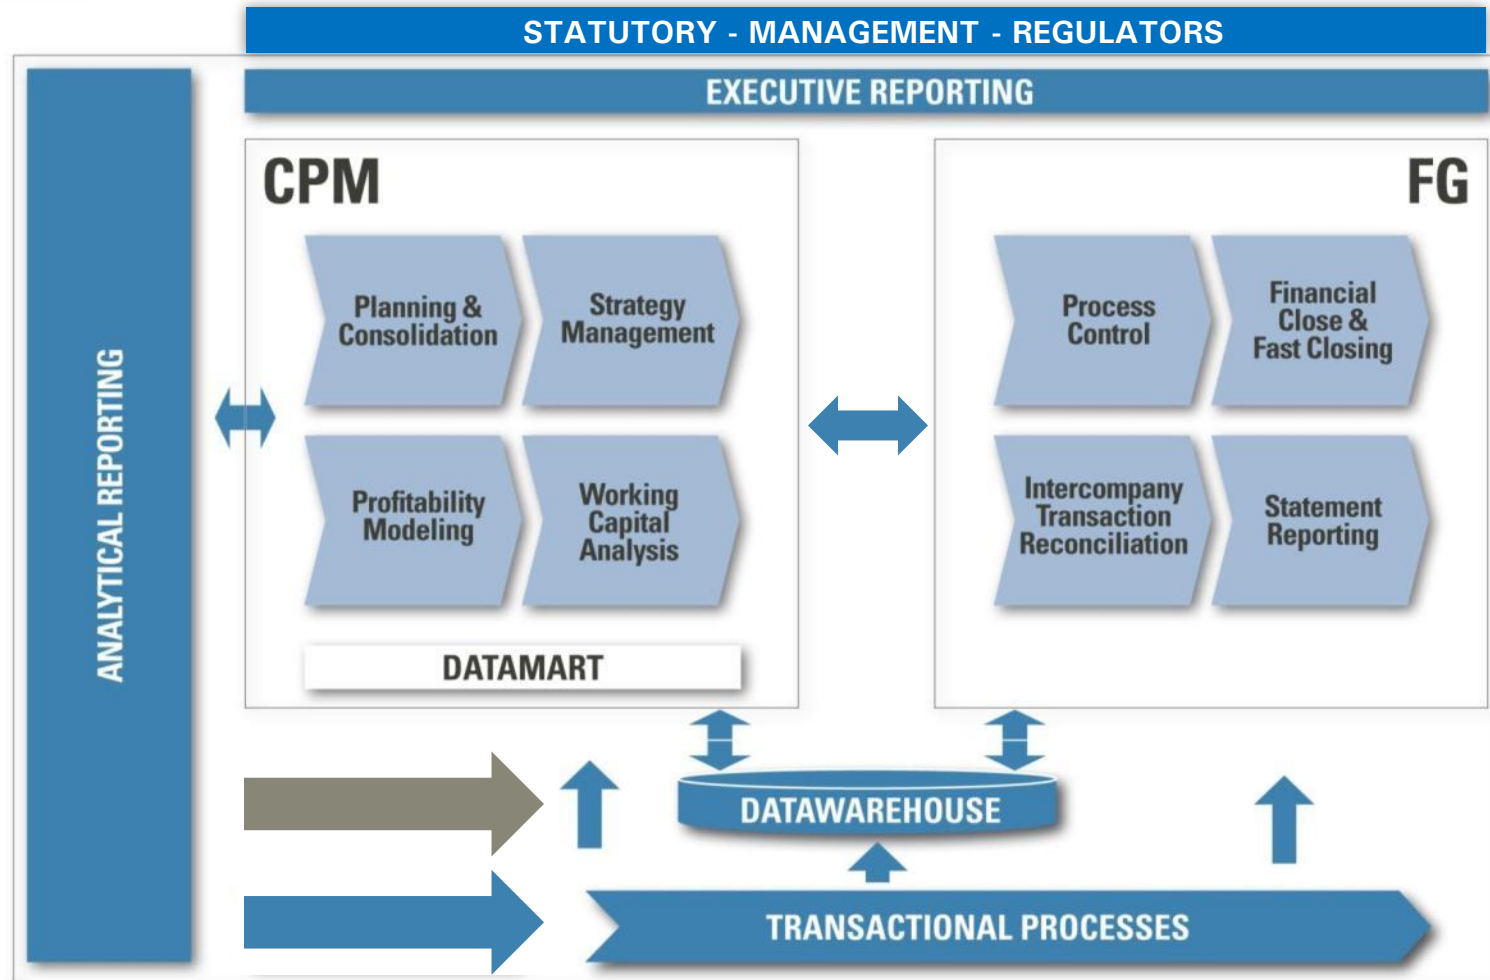 STATUTORY - MANAGEMENT - REGULATORS
EXECUTIVE REPORTING
ANALYTICAL REPORTING
CPM
Planning &
Consolidation
Strategy
Management
Profitability
Modeling
Working
Capital
Analysis
DATAMART
FG
Process
Control
Financial
Close &
Fast Closing
Intercompany
Transaction
Reconciliation
Statement
Reporting
DATAWAREHOUSE
TRANSACTIONAL PROCESSES